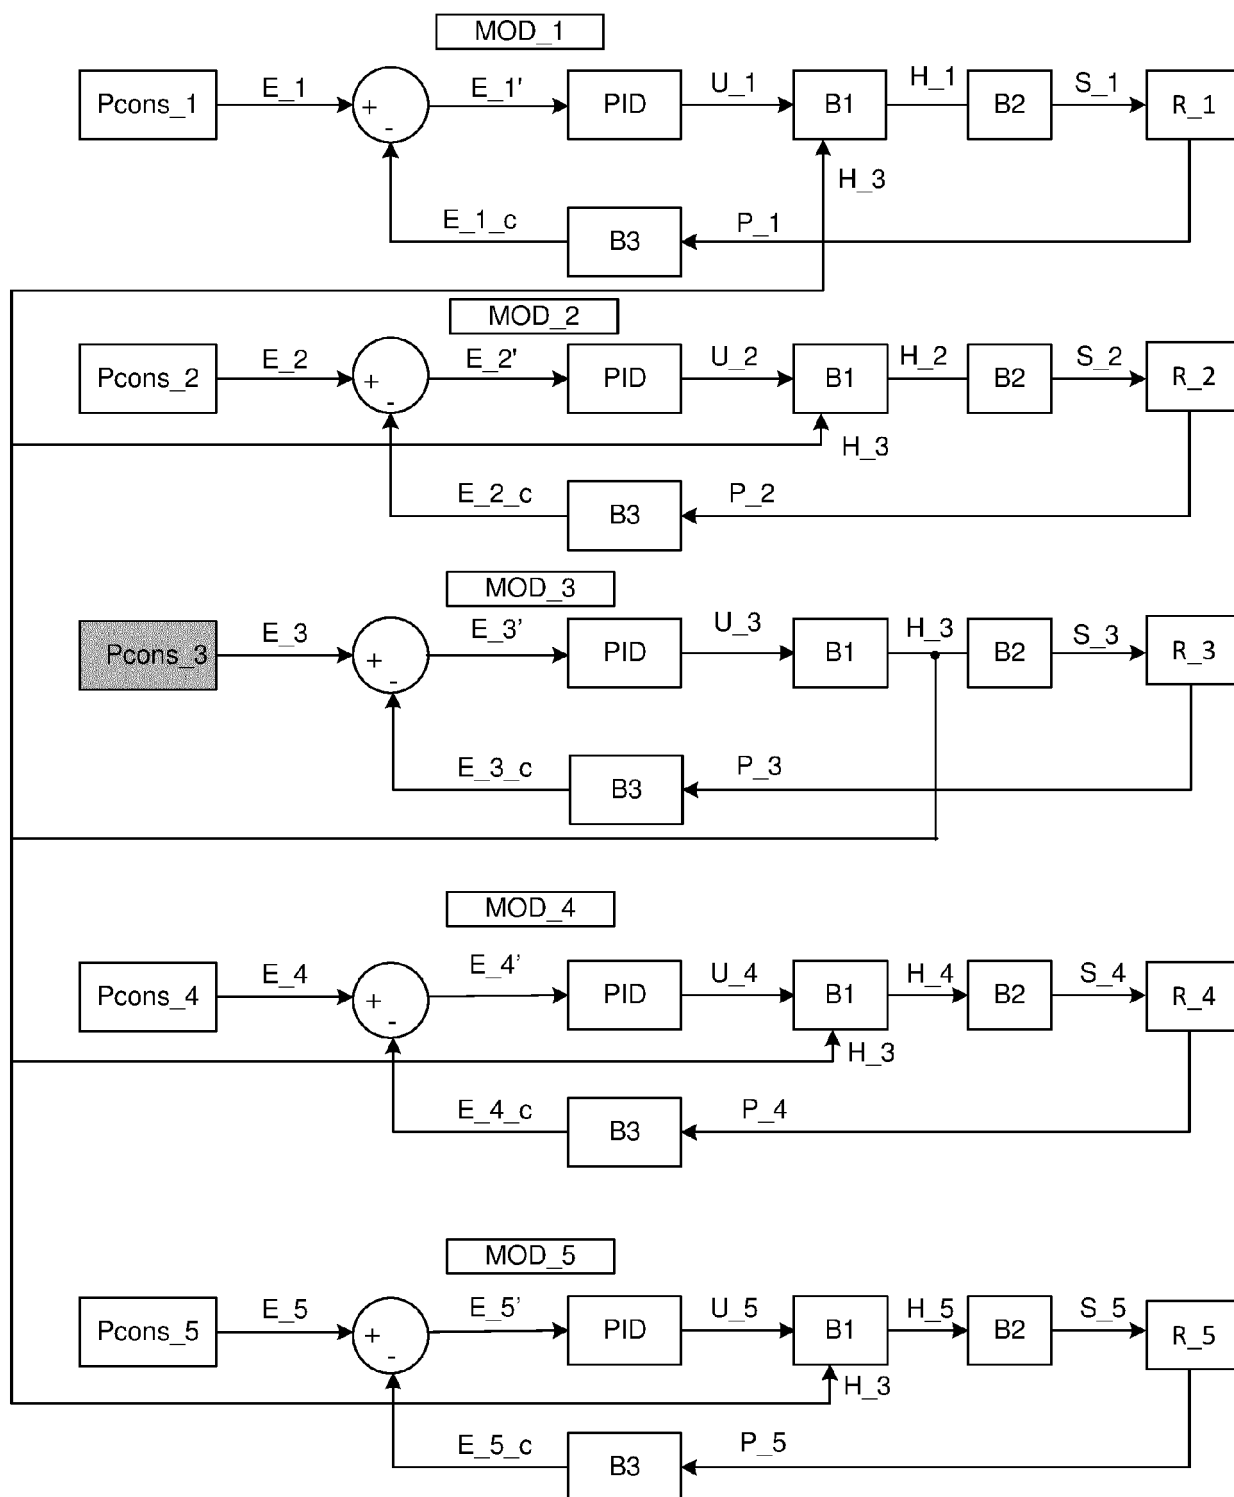 MOD_1
Pcons_1 E_1 + - E_1' PID U_1 B1 H_1 B2 S_1 R_1
H_3
E_1_c B3 P_1
MOD_2
Pcons_2 E_2 + - E_2' PID U_2 B1 H_2 B2 S_2 R_2
H_3
E_2_c B3 P_2
MOD_3
Pcons_3 E_3 + - E_3' PID U_3 B1 H_3 B2 S_3 R_3
E_3_c B3 P_3
MOD_4
Pcons_4 E_4 + - E_4' PID U_4 B1 H_4 B2 S_4 R_4
H_3
E_4_c B3 P_4
MOD_5
Pcons_5 E_5 + - E_5' PID U_5 B1 H_5 B2 S_5 R_5
H_3
E_5_c B3 P_5